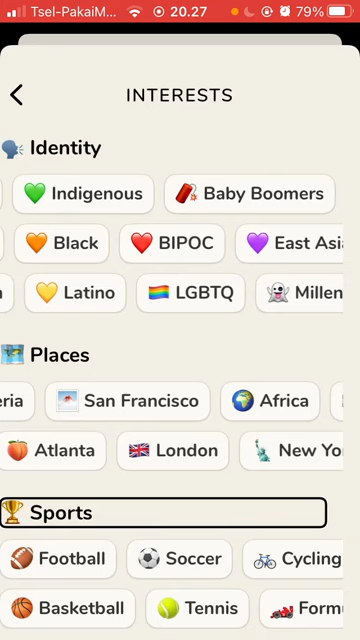 Tsel-PakaiM... 20.27 79%
INTERESTS
Identity
Indigenous Baby Boomers
Black BIPOC East Asi
Latino LGBTQ Millen
Places
eria San Francisco Africa
Atlanta London New Yo
Sports
Football Soccer Cycling
Basketball Tennis Form